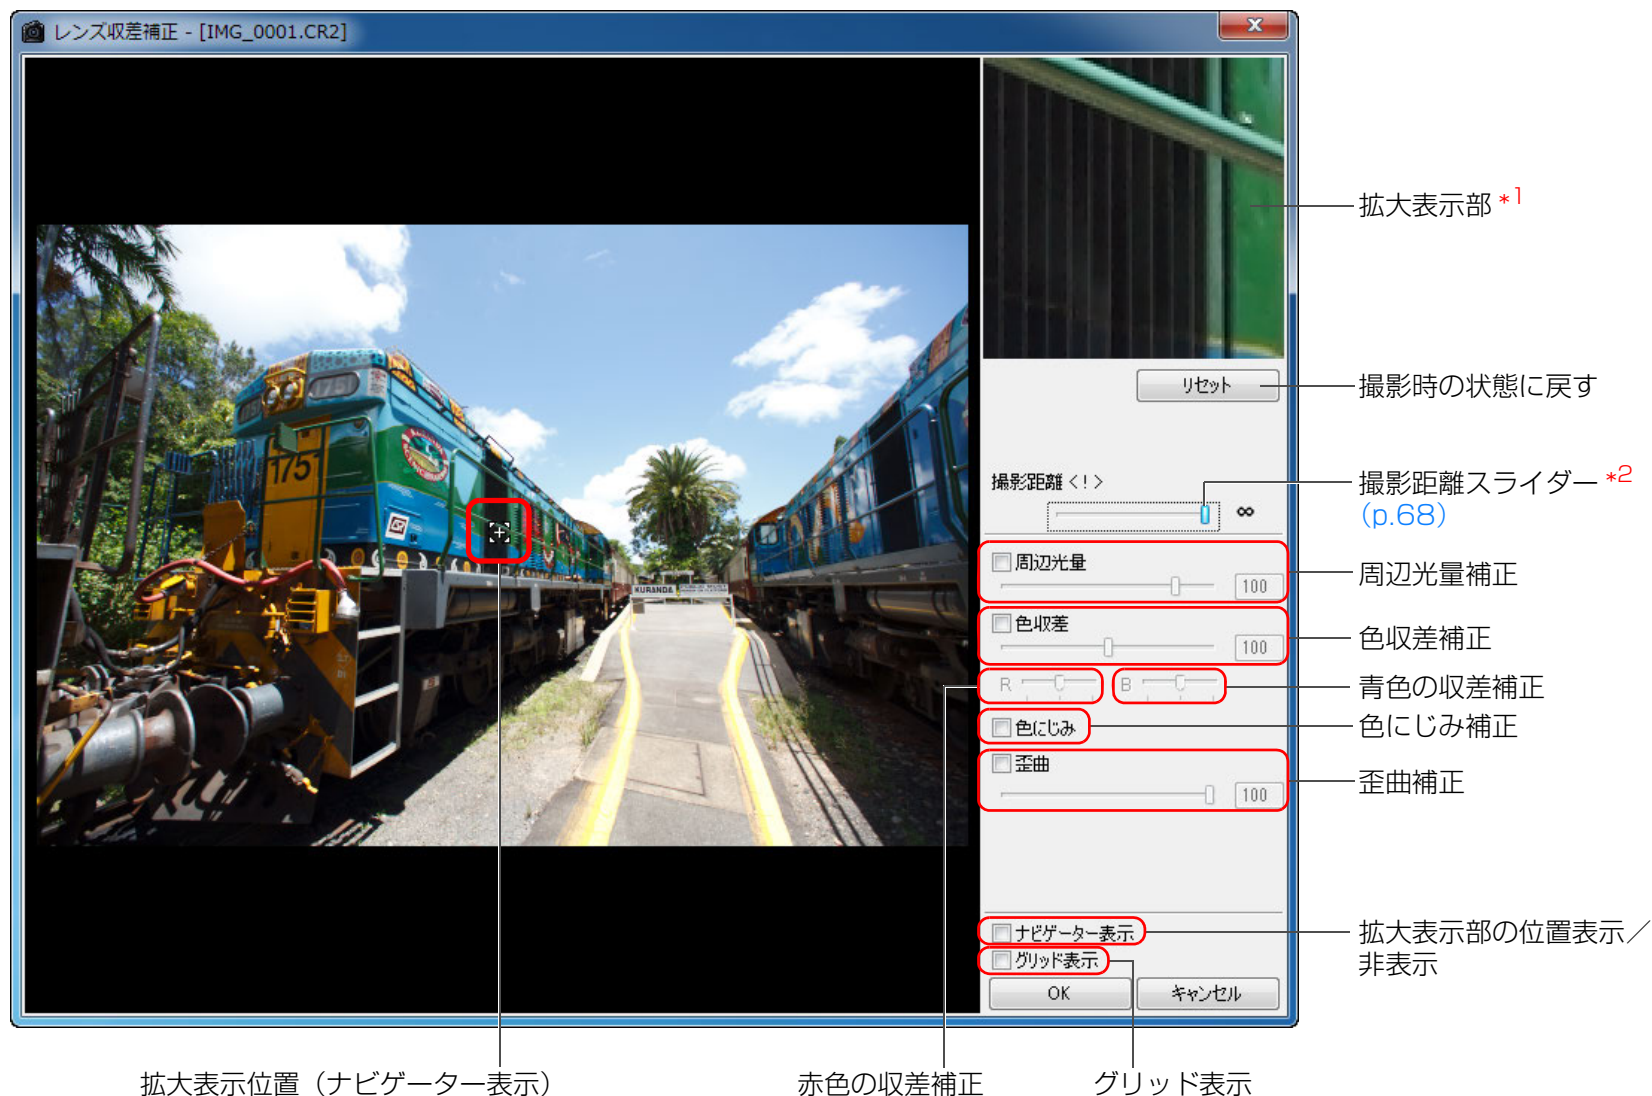 レンズ収差補正 - [IMG_0001.CR2]
x
拡大表示部 *1
リセット
撮影時の状態に戻す
撮影距離 <!>
∞
撮影距離スライダー *2
(p.68)
周辺光量
100
周辺光量補正
色収差
100
色収差補正
R
B
青色の収差補正
色にじみ
色にじみ補正
歪曲
100
歪曲補正
ナビゲーター表示
拡大表示部の位置表示／
非表示
グリッド表示
OK
キャンセル
拡大表示位置（ナビゲーター表示）
赤色の収差補正
グリッド表示
175
KURANDA